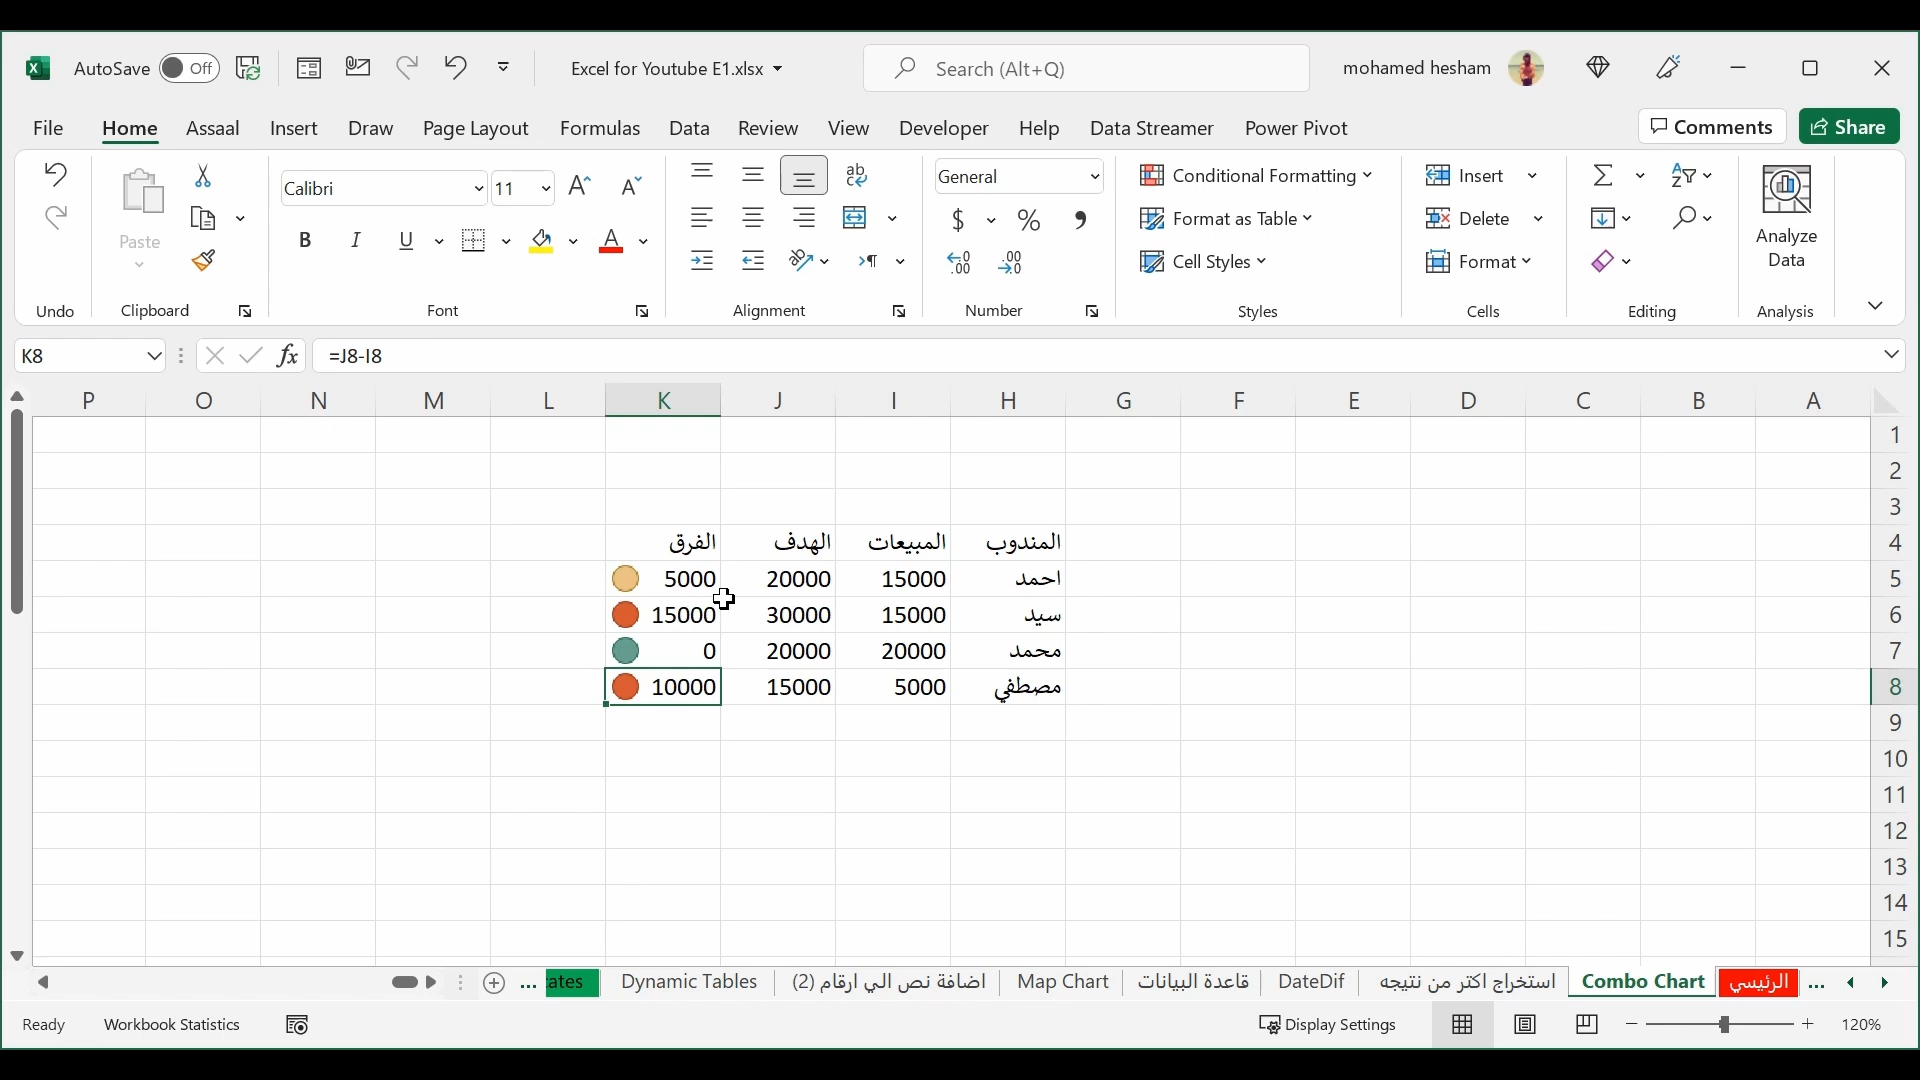 AutoSave Off Excel for Youtube E1.xlsx Search (Alt+Q) mohamed hesham
File Home Assaal Insert Draw Page Layout Formulas Data Review View Developer Help Data Streamer Power Pivot Comments Share
Paste
Calibri 11
General
Conditional Formatting
Format as Table
Cell Styles
Insert
Delete
Format
Analyze
Data
Undo Clipboard Font Alignment Number Styles Cells Editing Analysis
K8 fx =J8-I8
P O N M L K J I H G F E D C B A
1
2
3
المندوب المبيعات الهدف الفرق 4
احمد 15000 20000 5000 5
سيد 15000 30000 15000 6
محمد 20000 20000 0 7
مصطفي 5000 15000 10000 8
9
10
11
12
13
14
15
... ates Dynamic Tables اضافة نص الي ارقام (2) Map Chart قاعدة البيانات DateDif استخراج اكتر من نتيجه Combo Chart الرئيسي ...
Ready Workbook Statistics Display Settings 120%